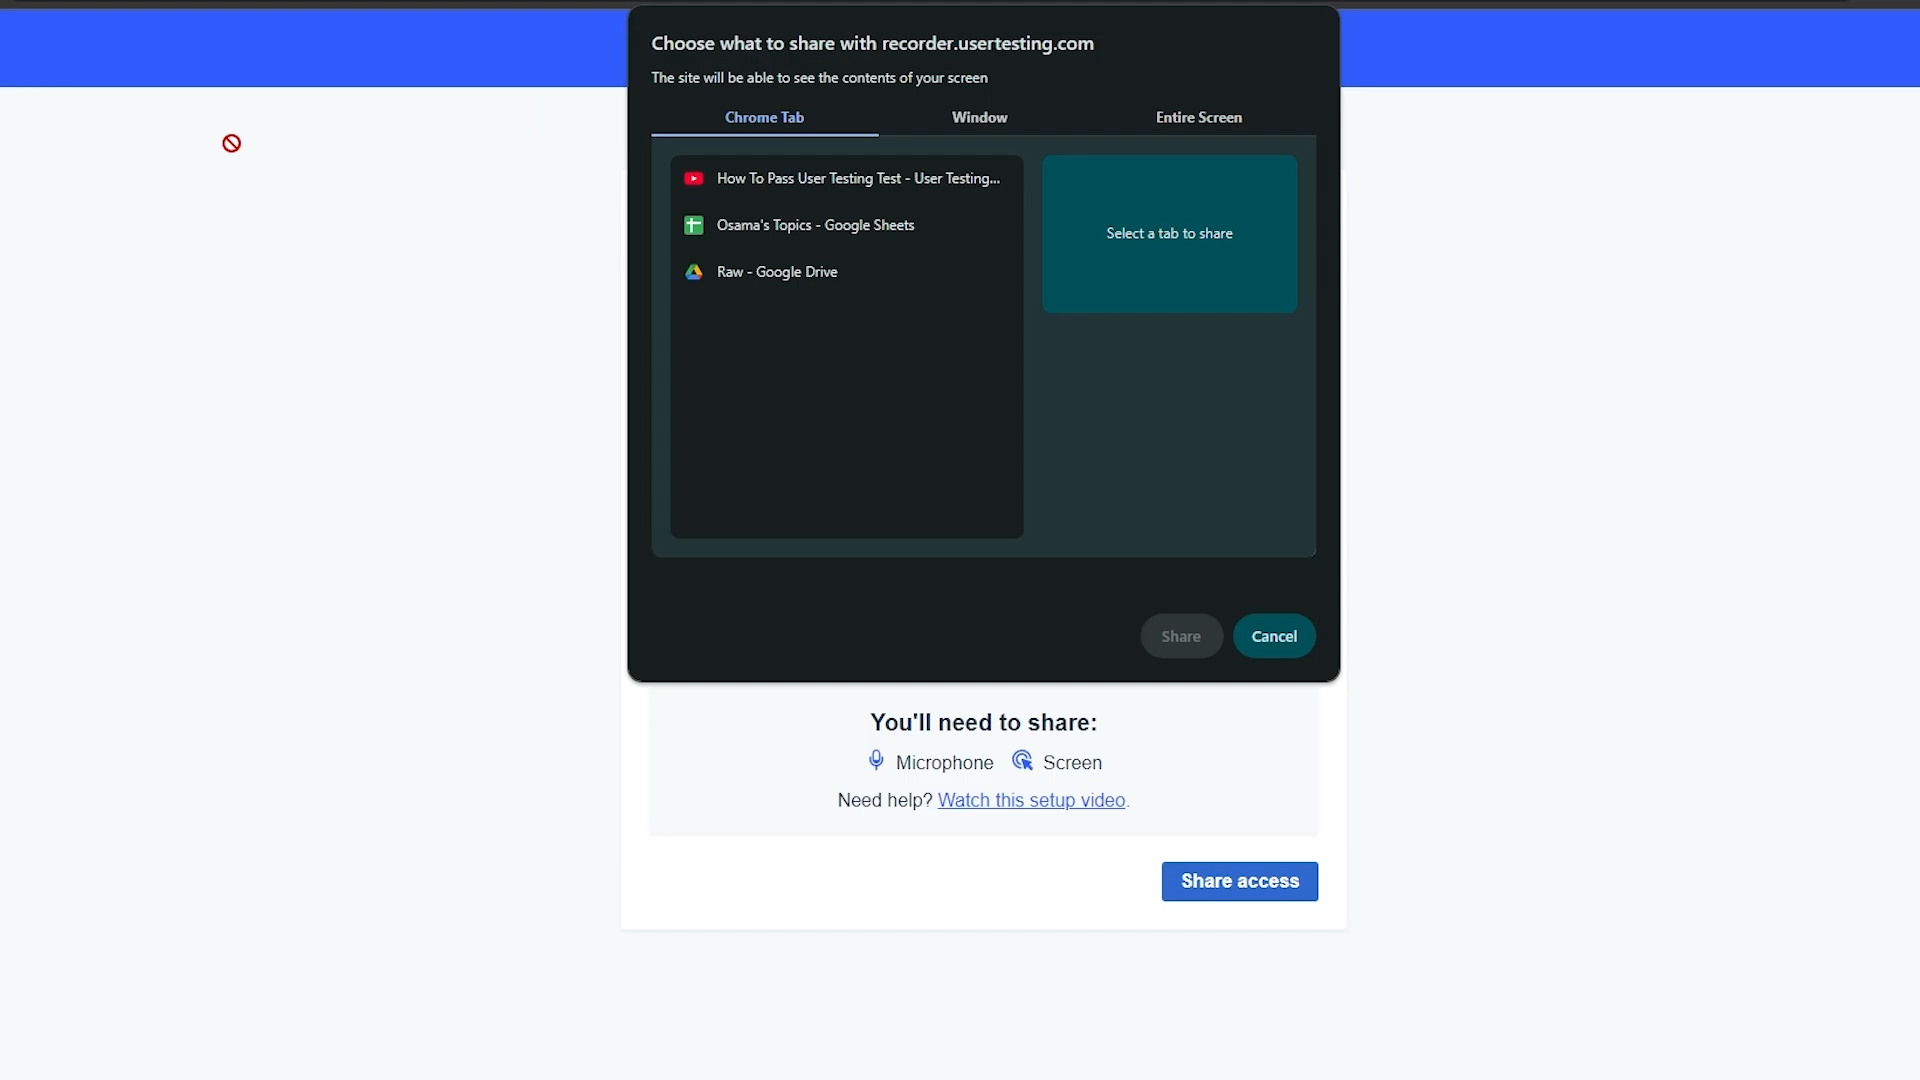 Choose what to share with recorder.usertesting.com
The site will be able to see the contents of your screen
Chrome Tab Window Entire Screen
How To Pass User Testing Test - User Testing...
Osama's Topics - Google Sheets
Raw - Google Drive
Select a tab to share
Share Cancel
You'll need to share:
Microphone Screen
Need help? Watch this setup video.
Share access